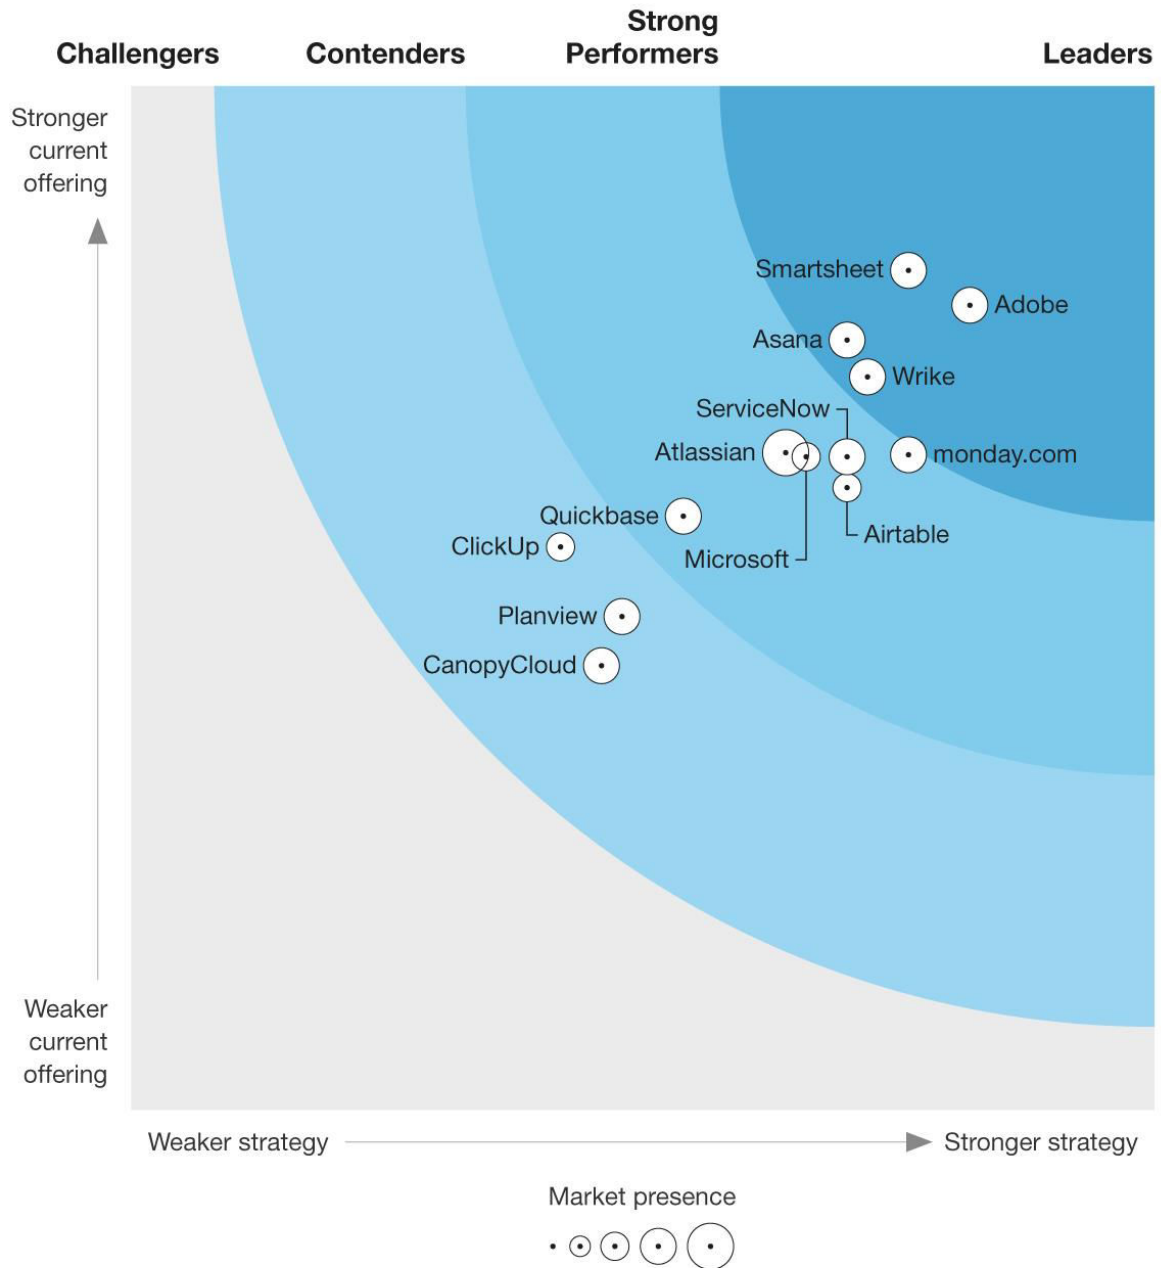 Challengers
Contenders
Strong
Performers
Leaders
Stronger
current
offering
Smartsheet
Adobe
Asana
Wrike
ServiceNow
Atlassian
monday.com
Quickbase
Airtable
ClickUp
Microsoft
Planview
CanopyCloud
Weaker
current
offering
Weaker strategy
Stronger strategy
Market presence